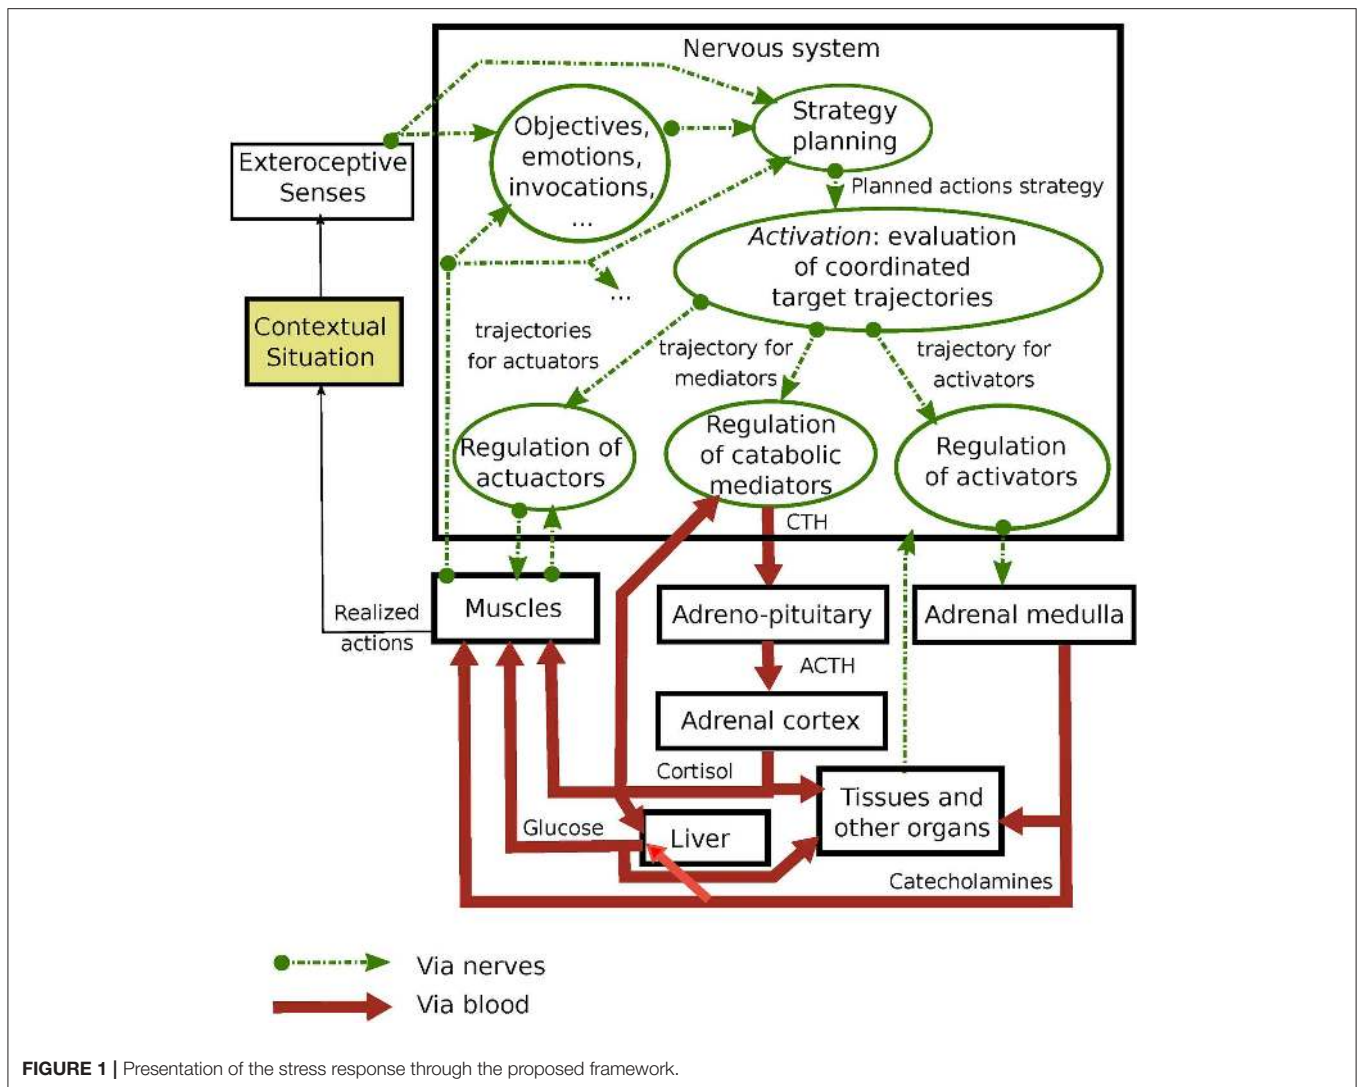 Nervous system
Exteroceptive
Senses
Objectives,
emotions,
invocations,
...
Strategy
planning
Planned actions strategy
Activation: evaluation
of coordinated
target trajectories
...
Contextual
Situation
trajectories
for actuators
trajectory for
mediators
trajectory for
activators
Regulation of
actuactors
Regulation
of catabolic
mediators
Regulation
of activators
CTH
Realized
actions
Muscles
Adreno-pituitary
Adrenal medulla
ACTH
Adrenal cortex
Cortisol
Glucose
Liver
Tissues and
other organs
Catecholamines
Via nerves
Via blood
FIGURE 1 | Presentation of the stress response through the proposed framework.